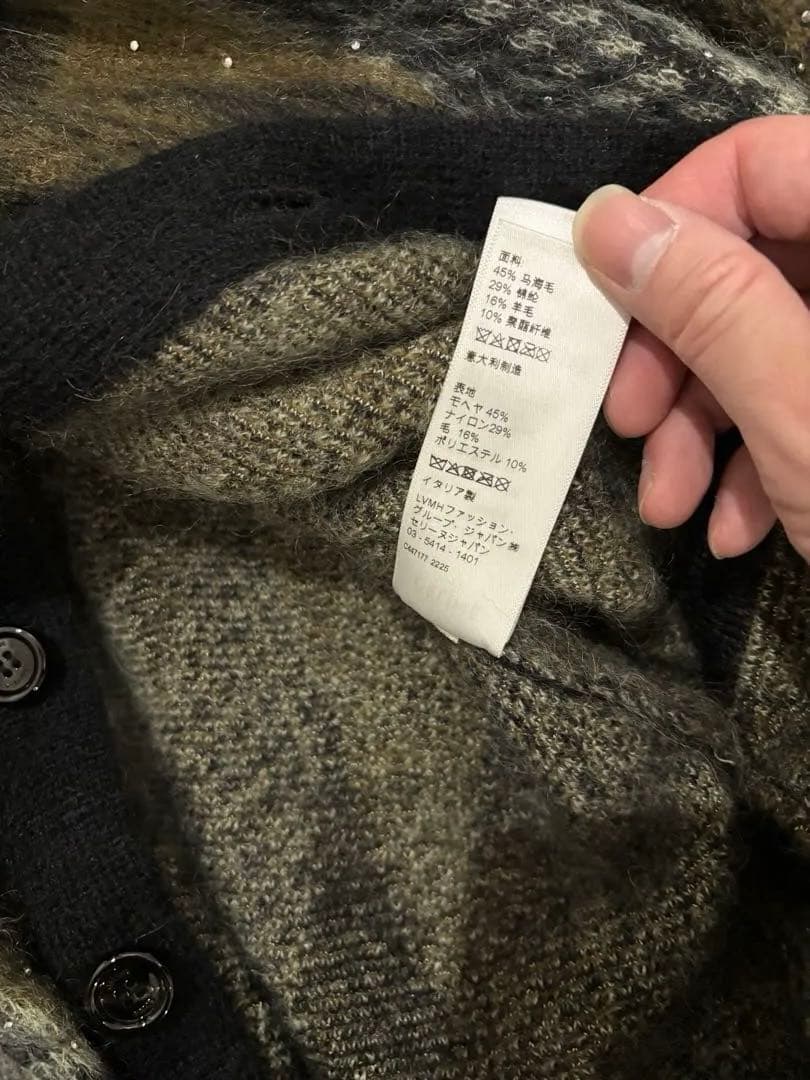 面料:
45% 马海毛
29% 锦纶
16% 羊毛
10% 聚酯纤维
意大利制造
表地
モヘヤ 45%
ナイロン29%
毛 16%
ポリエステル 10%
イタリア製
LVMHファッション・
グループ・ジャパン㈱
セリーヌジャパン
03-5414-1401